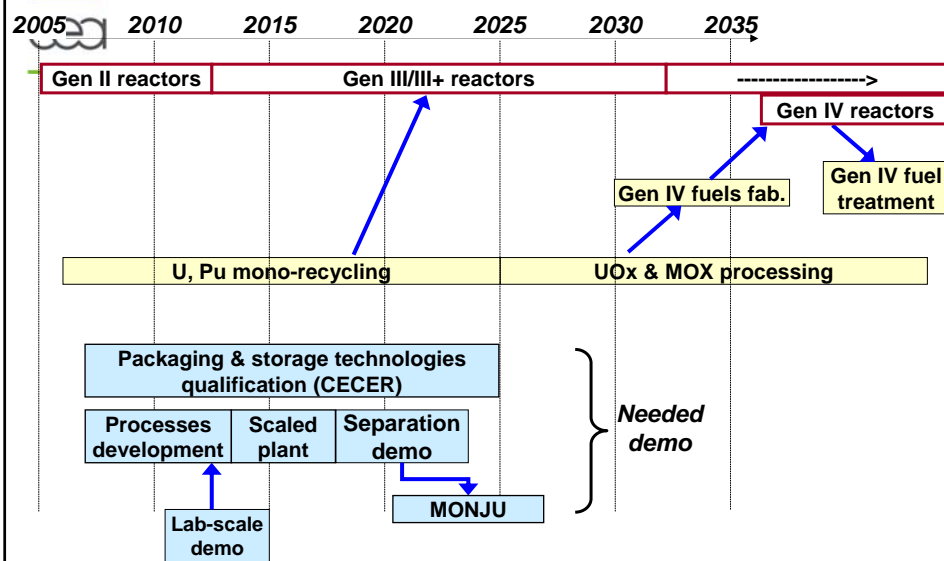 2005 2010 2015 2020 2025 2030 2035
cea
Gen II reactors Gen III/III+ reactors ------------------>
Gen IV reactors
Gen IV fuels fab.
Gen IV fuel
treatment
U, Pu mono-recycling UOx & MOX processing
Packaging & storage technologies
qualification (CECER)
Processes
development
Scaled
plant
Separation
demo
Needed
demo
MONJU
Lab-scale
demo